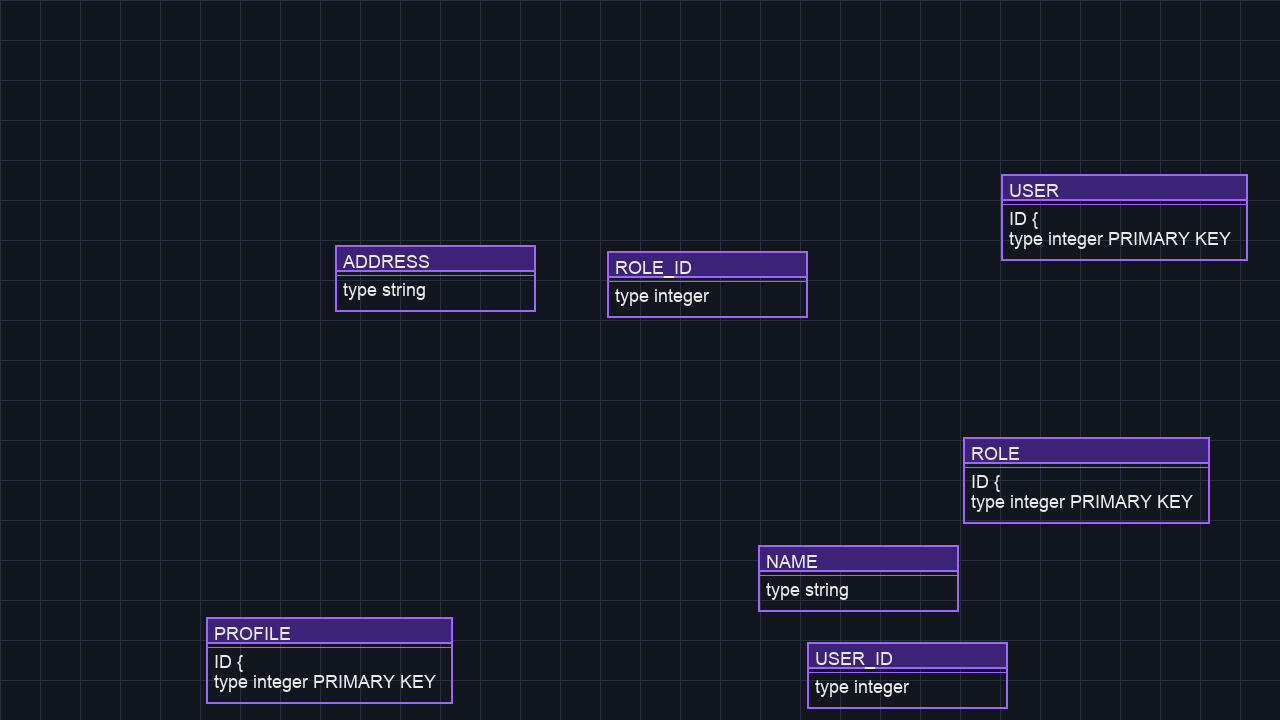 USER
ID {
type integer PRIMARY KEY
ADDRESS
type string
ROLE_ID
type integer
ROLE
ID {
type integer PRIMARY KEY
NAME
type string
PROFILE
ID {
type integer PRIMARY KEY
USER_ID
type integer